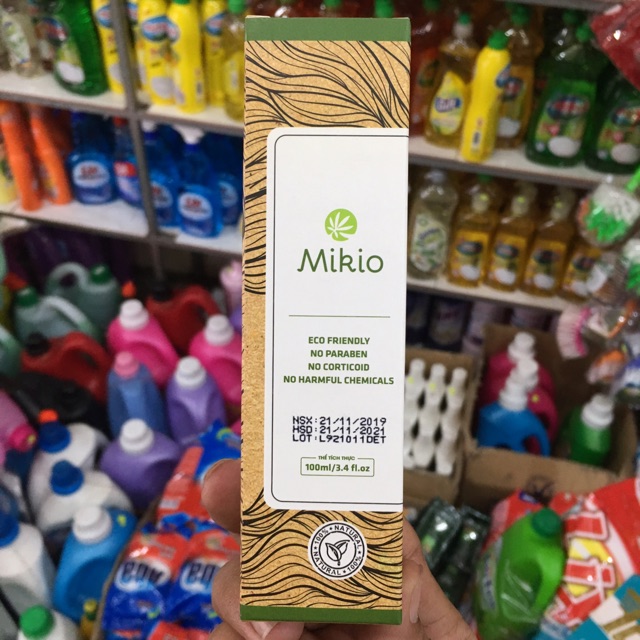 Mikio
ECO FRIENDLY
NO PARABEN
NO CORTICOID
NO HARMFUL CHEMICALS
NSX:21/11/2019
HSD:21/11/2021
LOT:L921011DET
THỂ TÍCH THỰC
100ml/3.4 fl.oz
100% • NATURAL • 100% • NATURAL •